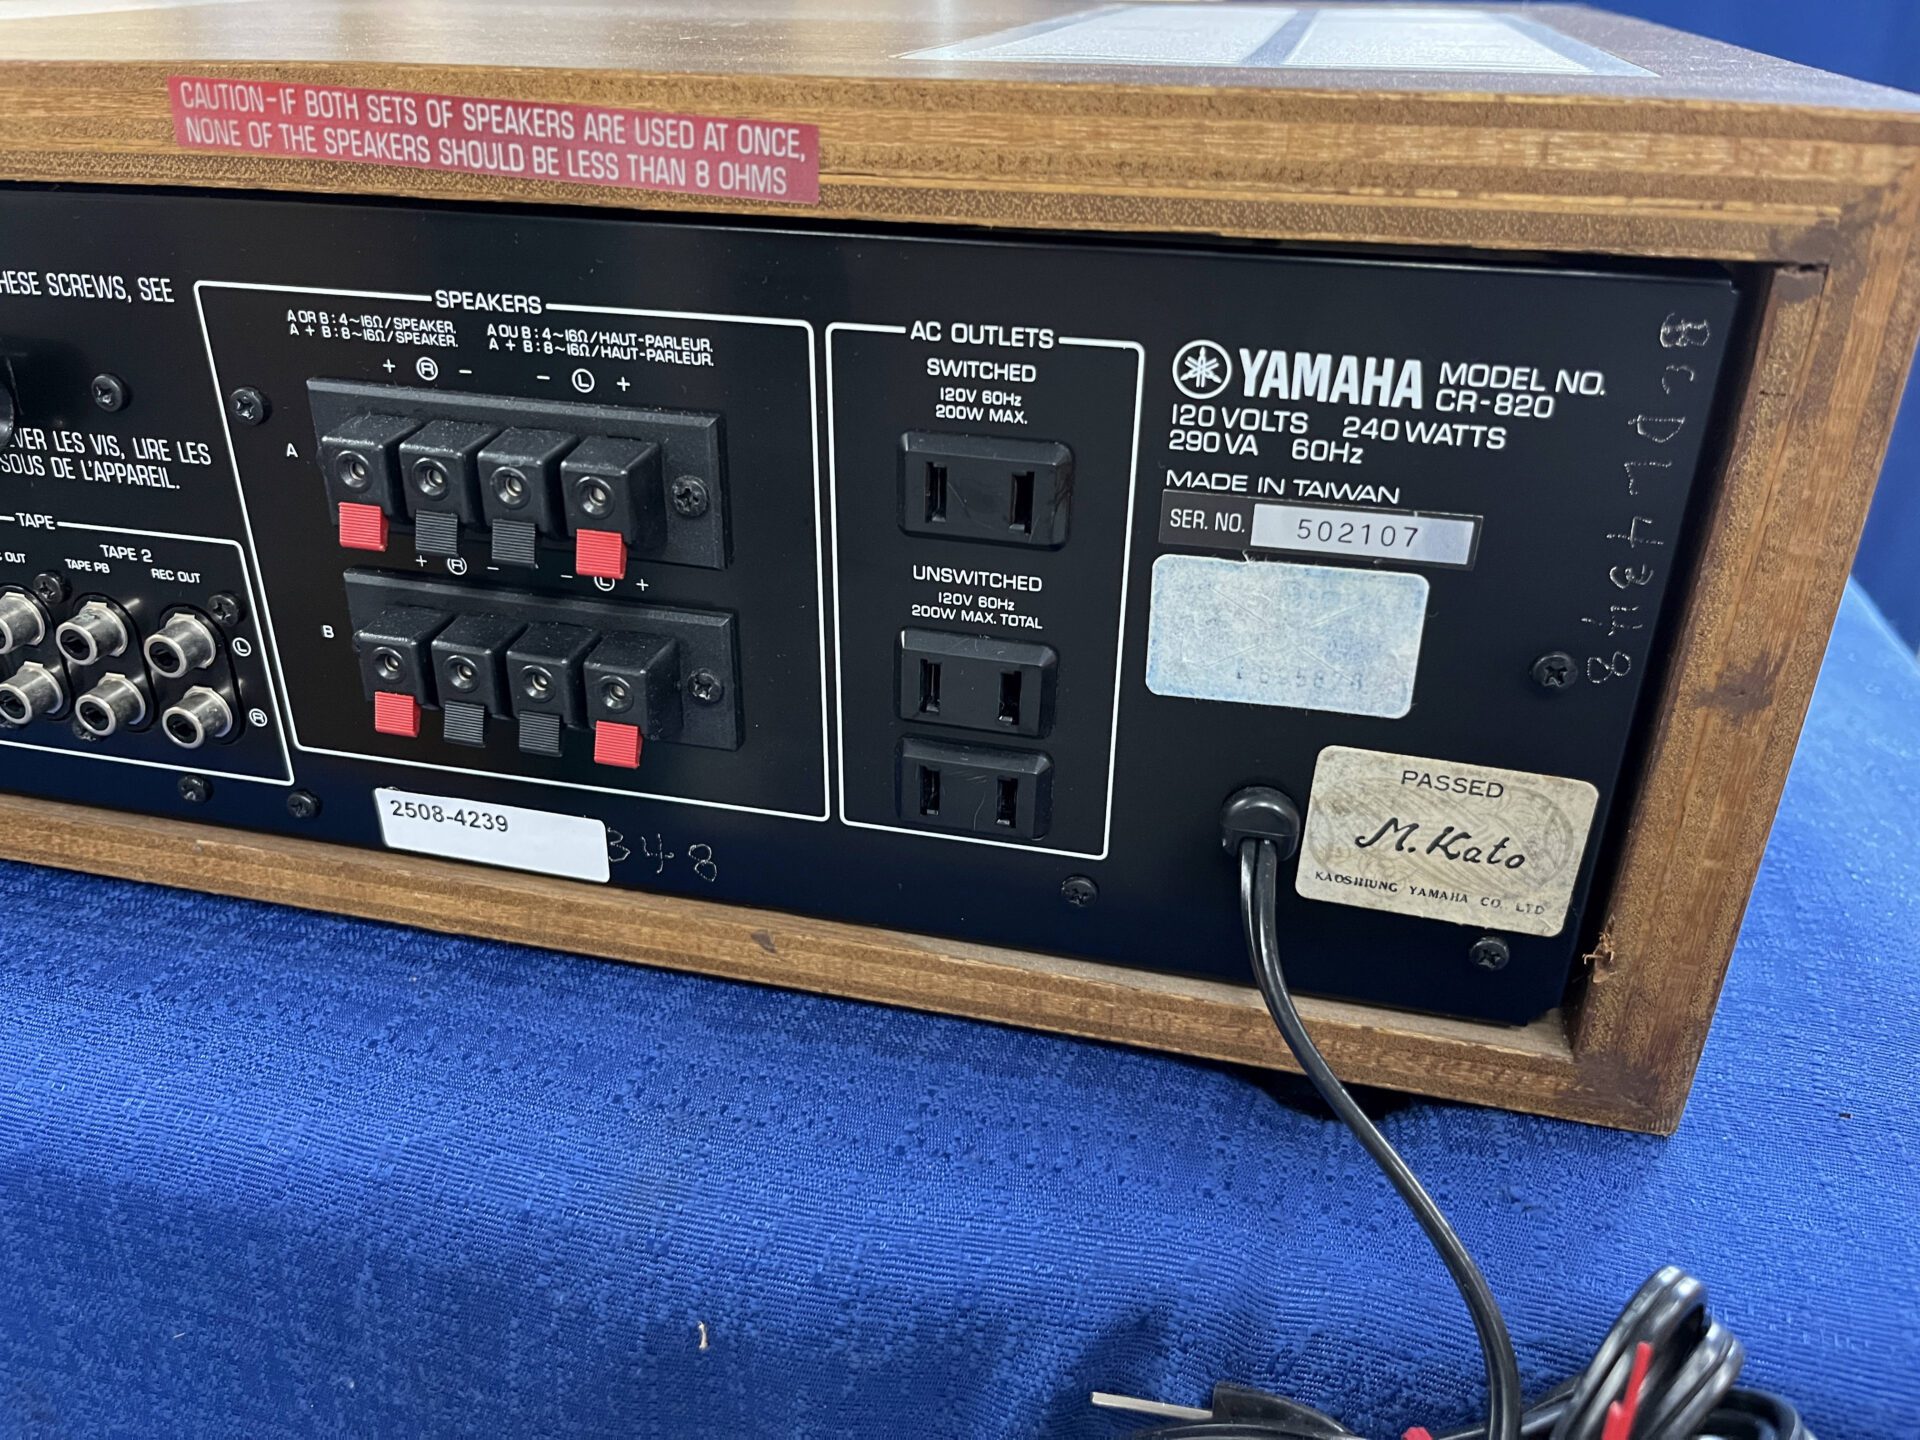 CAUTION-IF BOTH SETS OF SPEAKERS ARE USED AT ONCE,
NONE OF THE SPEAKERS SHOULD BE LESS THAN 8 OHMS
HESE SCREWS, SEE
EVER LES VIS, LIRE LES
SOUS DE L'APPAREIL.
TAPE
OUT
TAPE 2
TAPE PB
REC OUT
L
R
SPEAKERS
A OR B : 4~16Ω/SPEAKER.
A + B : 8~16Ω/SPEAKER.
A OU B : 4~16Ω/HAUT-PARLEUR.
A + B : 8~16Ω/HAUT-PARLEUR.
+ R − − L +
A
+ R − − L +
B
2508-4239
348
AC OUTLETS
SWITCHED
120V 60Hz
200W MAX.
UNSWITCHED
120V 60Hz
200W MAX. TOTAL
YAMAHA MODEL NO.
CR-820
120 VOLTS 240 WATTS
290VA 60Hz
MADE IN TAIWAN
SER. NO. 502107
PASSED
M. Kato
KAOSHIUNG YAMAHA CO. LTD